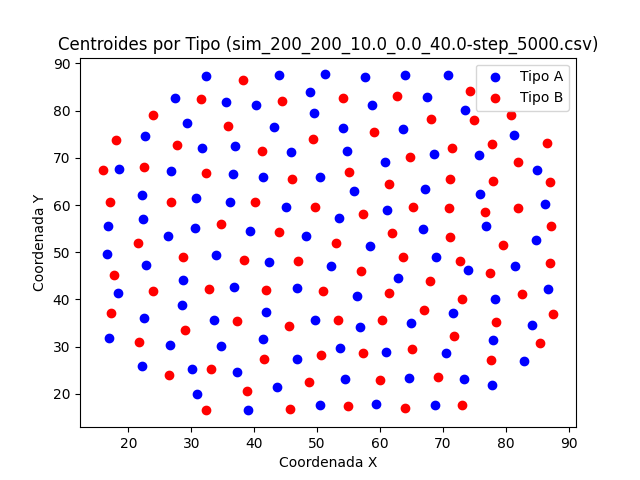 Centroides por Tipo (sim_200_200_10.0_0.0_40.0-step_5000.csv)
Tipo A
Tipo B
90
80
70
60
50
40
30
20
Coordenada Y
20 30 40 50 60 70 80 90
Coordenada X